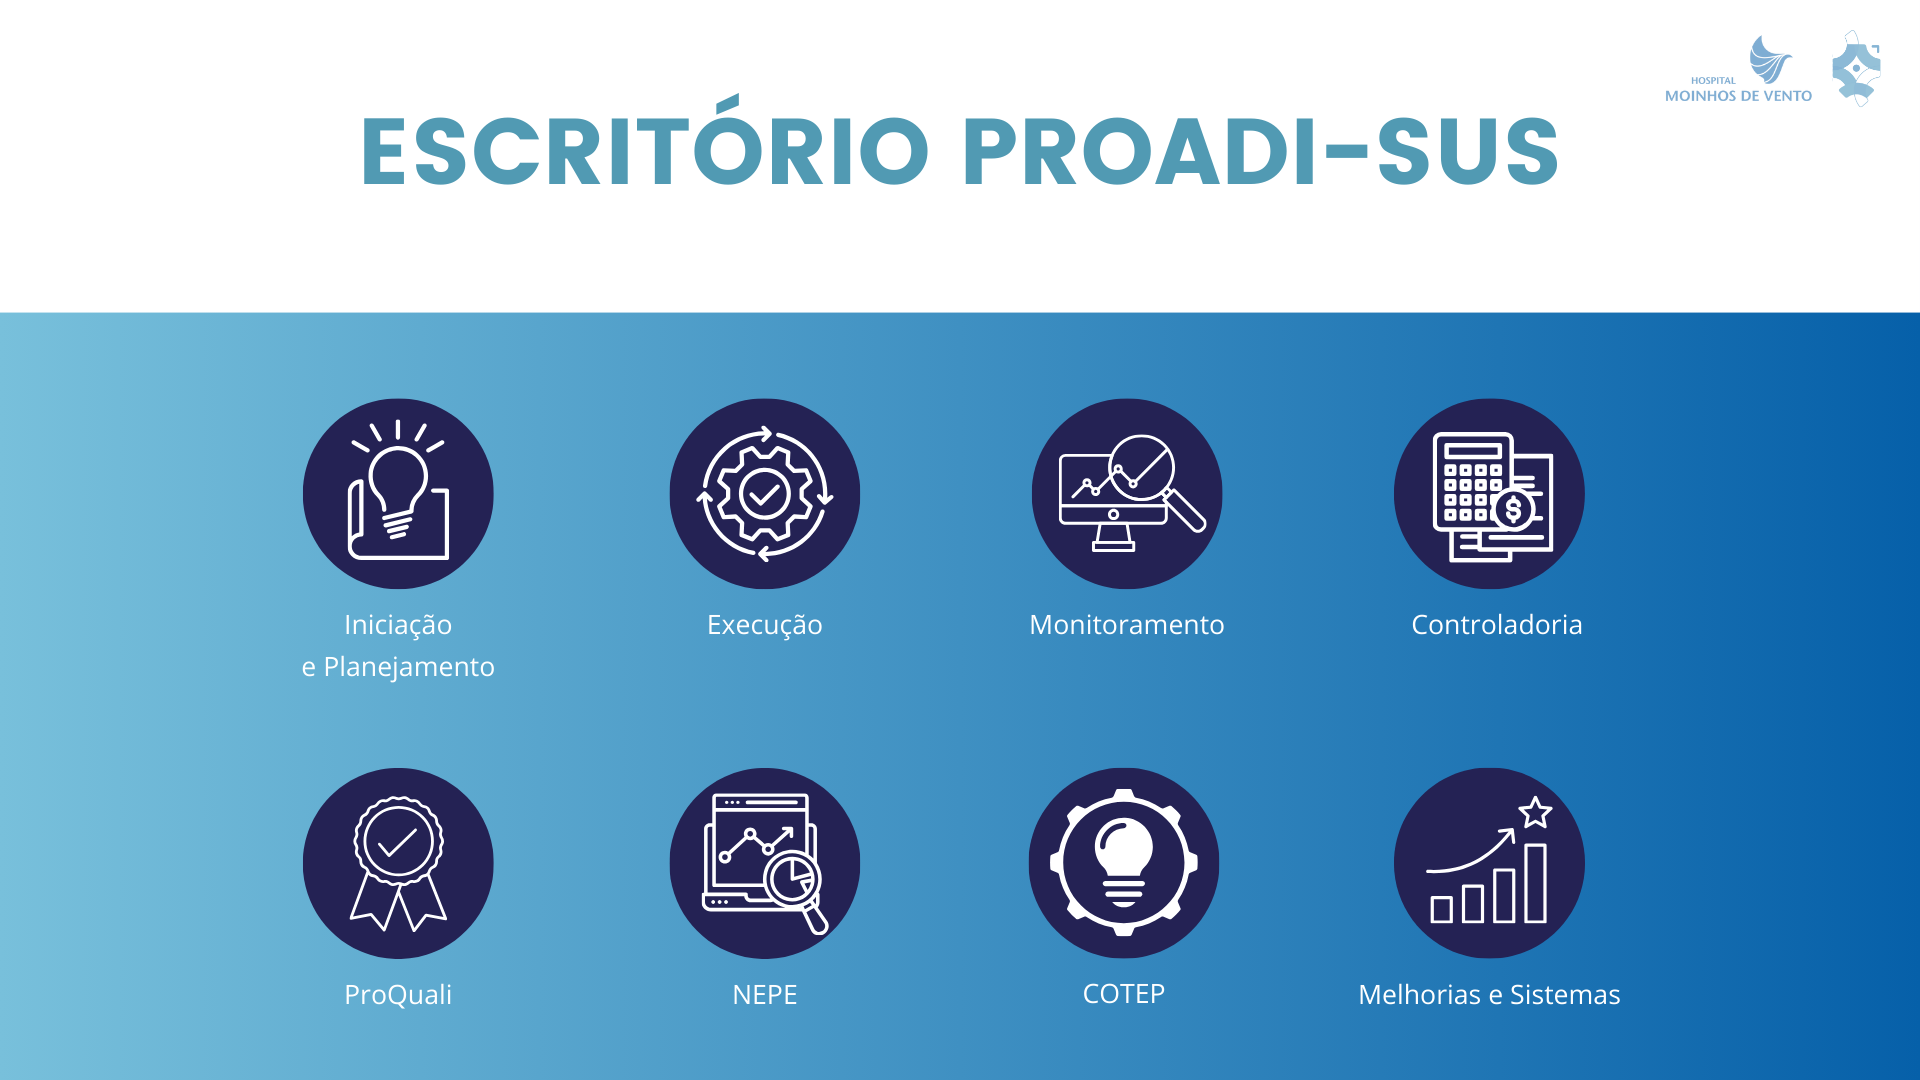 HOSPITAL
MOINHOS DE VENTO
ESCRITÓRIO PROADI-SUS
Iniciação
e Planejamento
Execução
Monitoramento
Controladoria
ProQuali
NEPE
COTEP
Melhorias e Sistemas